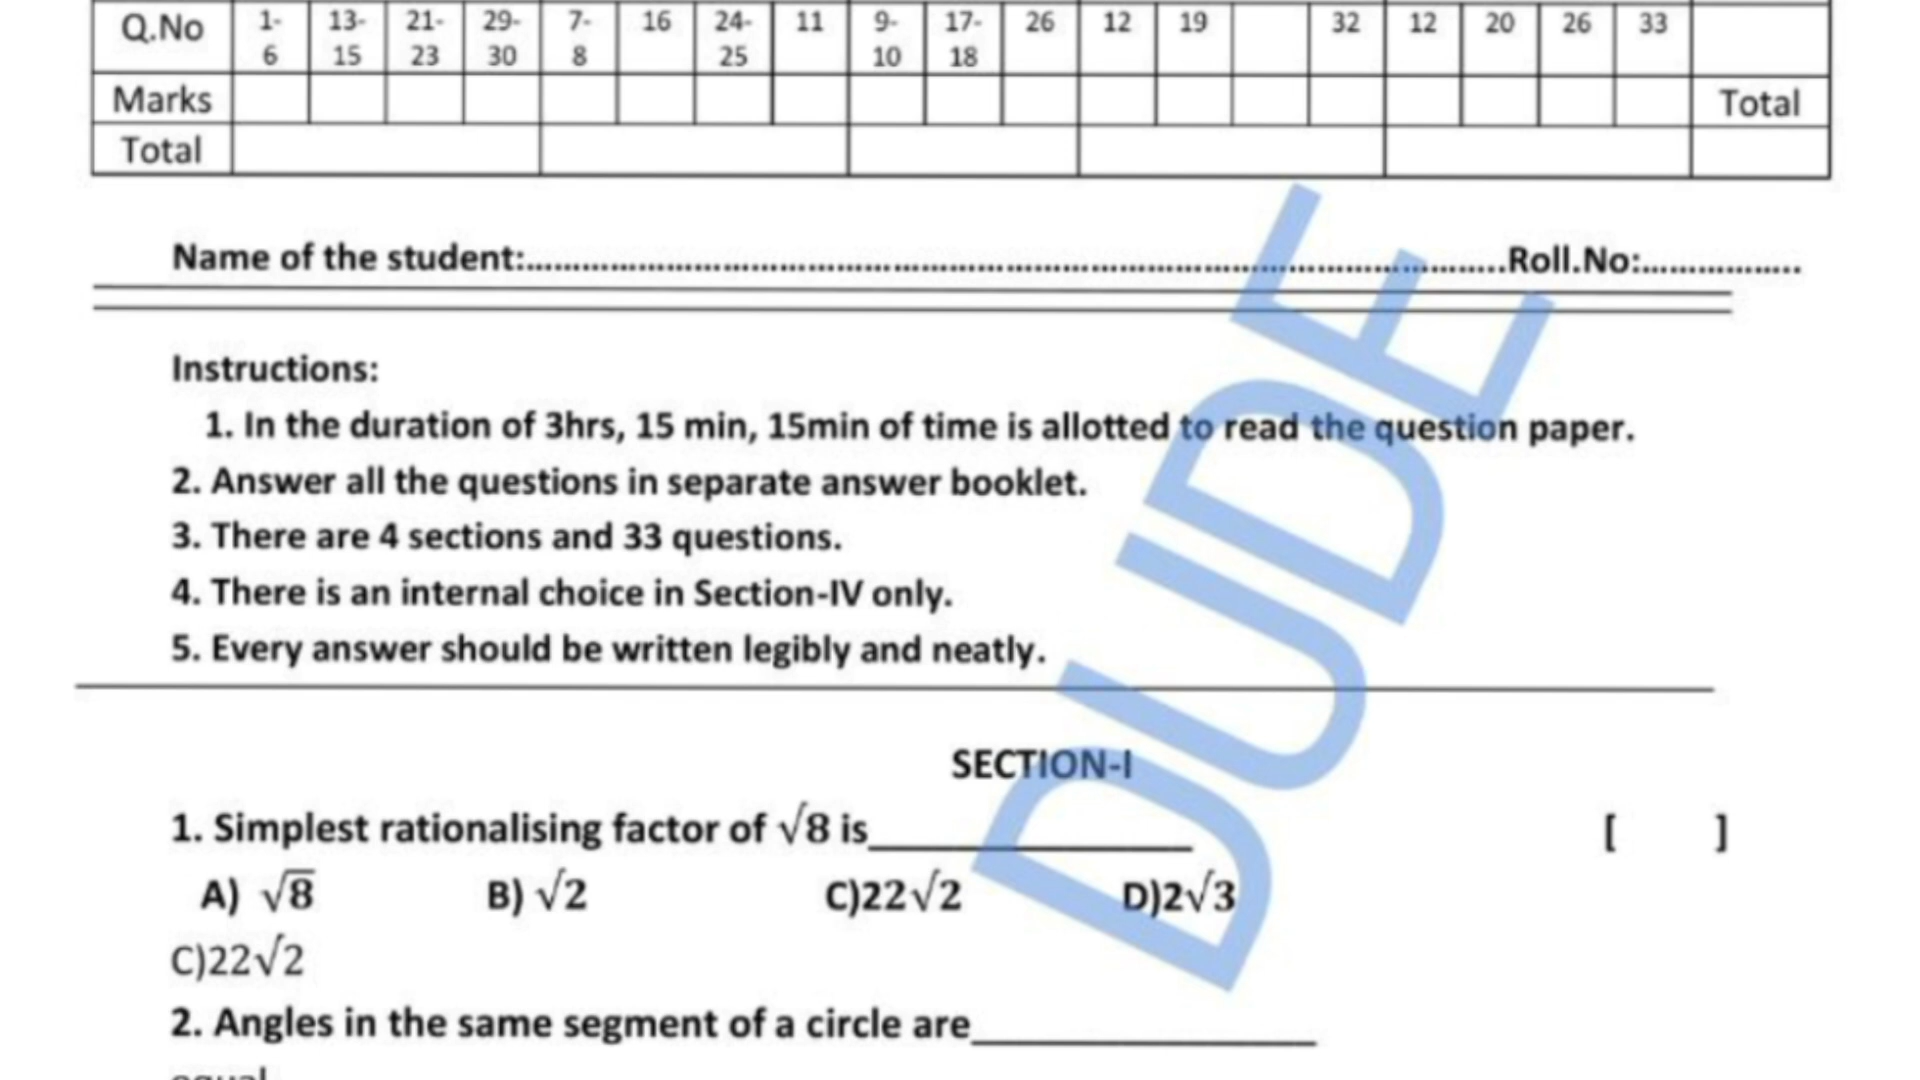 Q.No 1-6 13-15 21-23 29-30 7-8 16 24-25 11 9-10 17-18 26 12 19 32 12 20 26 33
Marks Total
Total
Name of the student:.......................................................................................................Roll.No:.................
Instructions:
1. In the duration of 3hrs, 15 min, 15min of time is allotted to read the question paper.
2. Answer all the questions in separate answer booklet.
3. There are 4 sections and 33 questions.
4. There is an internal choice in Section-IV only.
5. Every answer should be written legibly and neatly.
SECTION-I
1. Simplest rationalising factor of √8 is________________ [ ]
A) √8 B) √2 C)22√2 D)2√3
C)22√2
2. Angles in the same segment of a circle are_________________
equal
DUDE